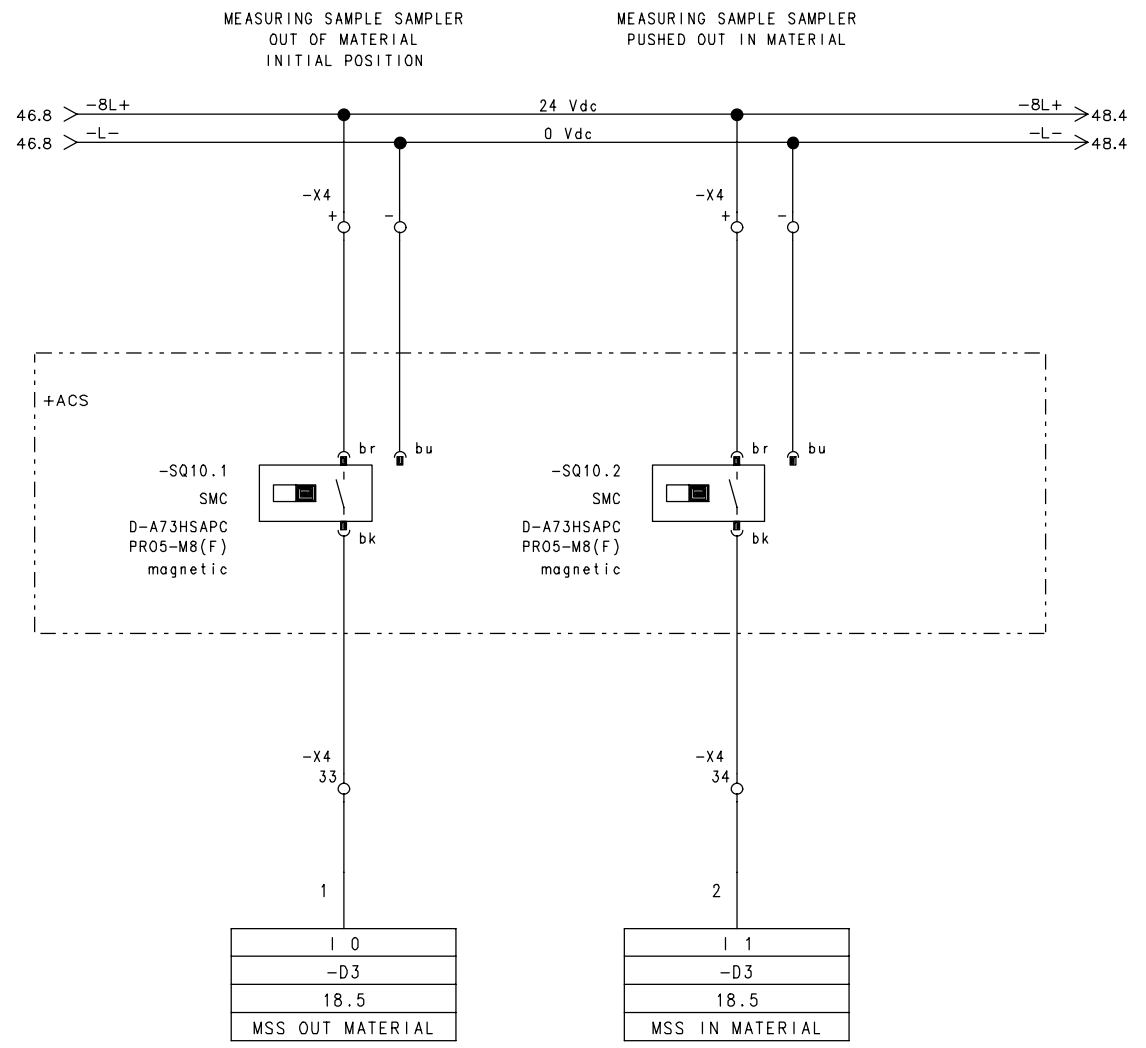 MEASURING SAMPLE SAMPLER
OUT OF MATERIAL
INITIAL POSITION
MEASURING SAMPLE SAMPLER
PUSHED OUT IN MATERIAL
46.8 -8L+ 24 Vdc -8L+ 48.4
46.8 -L- 0 Vdc -L- 48.4
-X4 -X4
+ - + -
+ACS
br bu br bu
-SQ10.1 -SQ10.2
SMC SMC
D-A73HSAPC D-A73HSAPC
bk bk
PRO5-M8(F) PRO5-M8(F)
magnetic magnetic
-X4 -X4
33 34
1 2
I 0 I 1
-D3 -D3
18.5 18.5
MSS OUT MATERIAL MSS IN MATERIAL